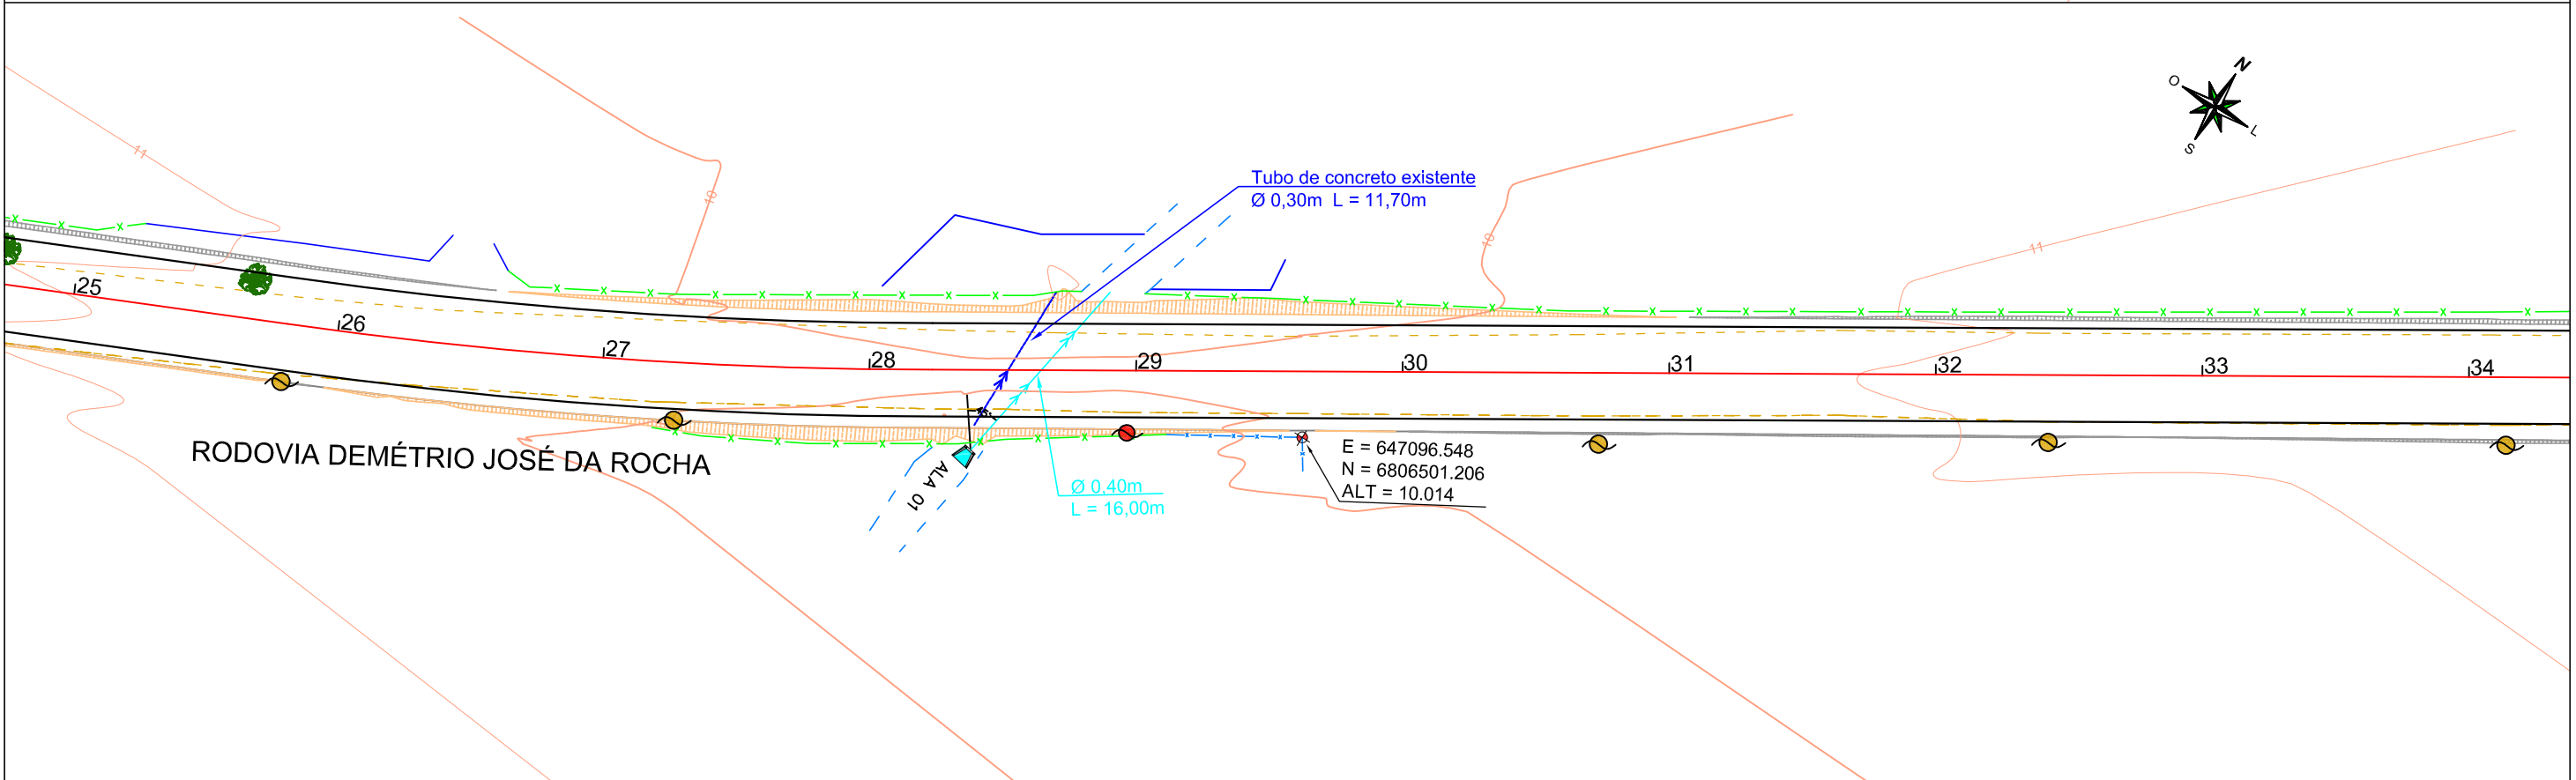 N
O
L
S
11
10
Tubo de concreto existente
Ø 0,30m L = 11,70m
10
11
25
26
27
28
29
30
31
32
33
34
RODOVIA DEMÉTRIO JOSÉ DA ROCHA
ALA 01
Ø 0,40m
L = 16,00m
E = 647096.548
N = 6806501.206
ALT = 10.014